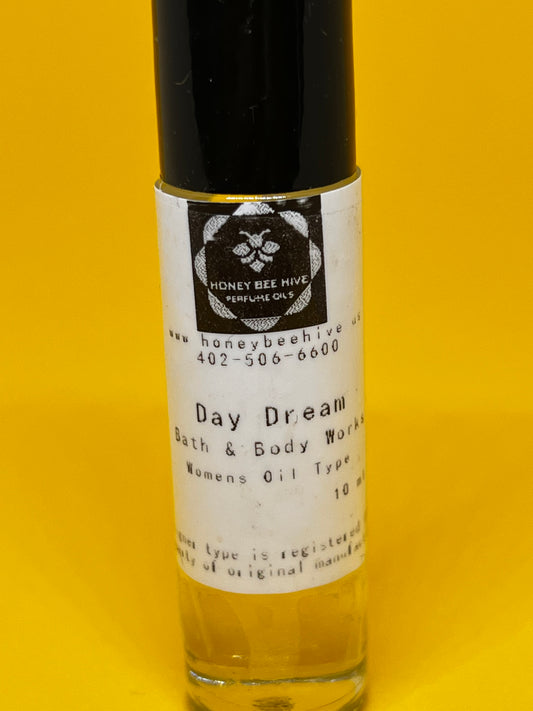 HONEY BEE HIVE
PERFUME OILS
www honeybeehive us
402-506-6600
Day Dream
Bath & Body Works
Womens Oil Type
10 m
type is registered
of original manufac